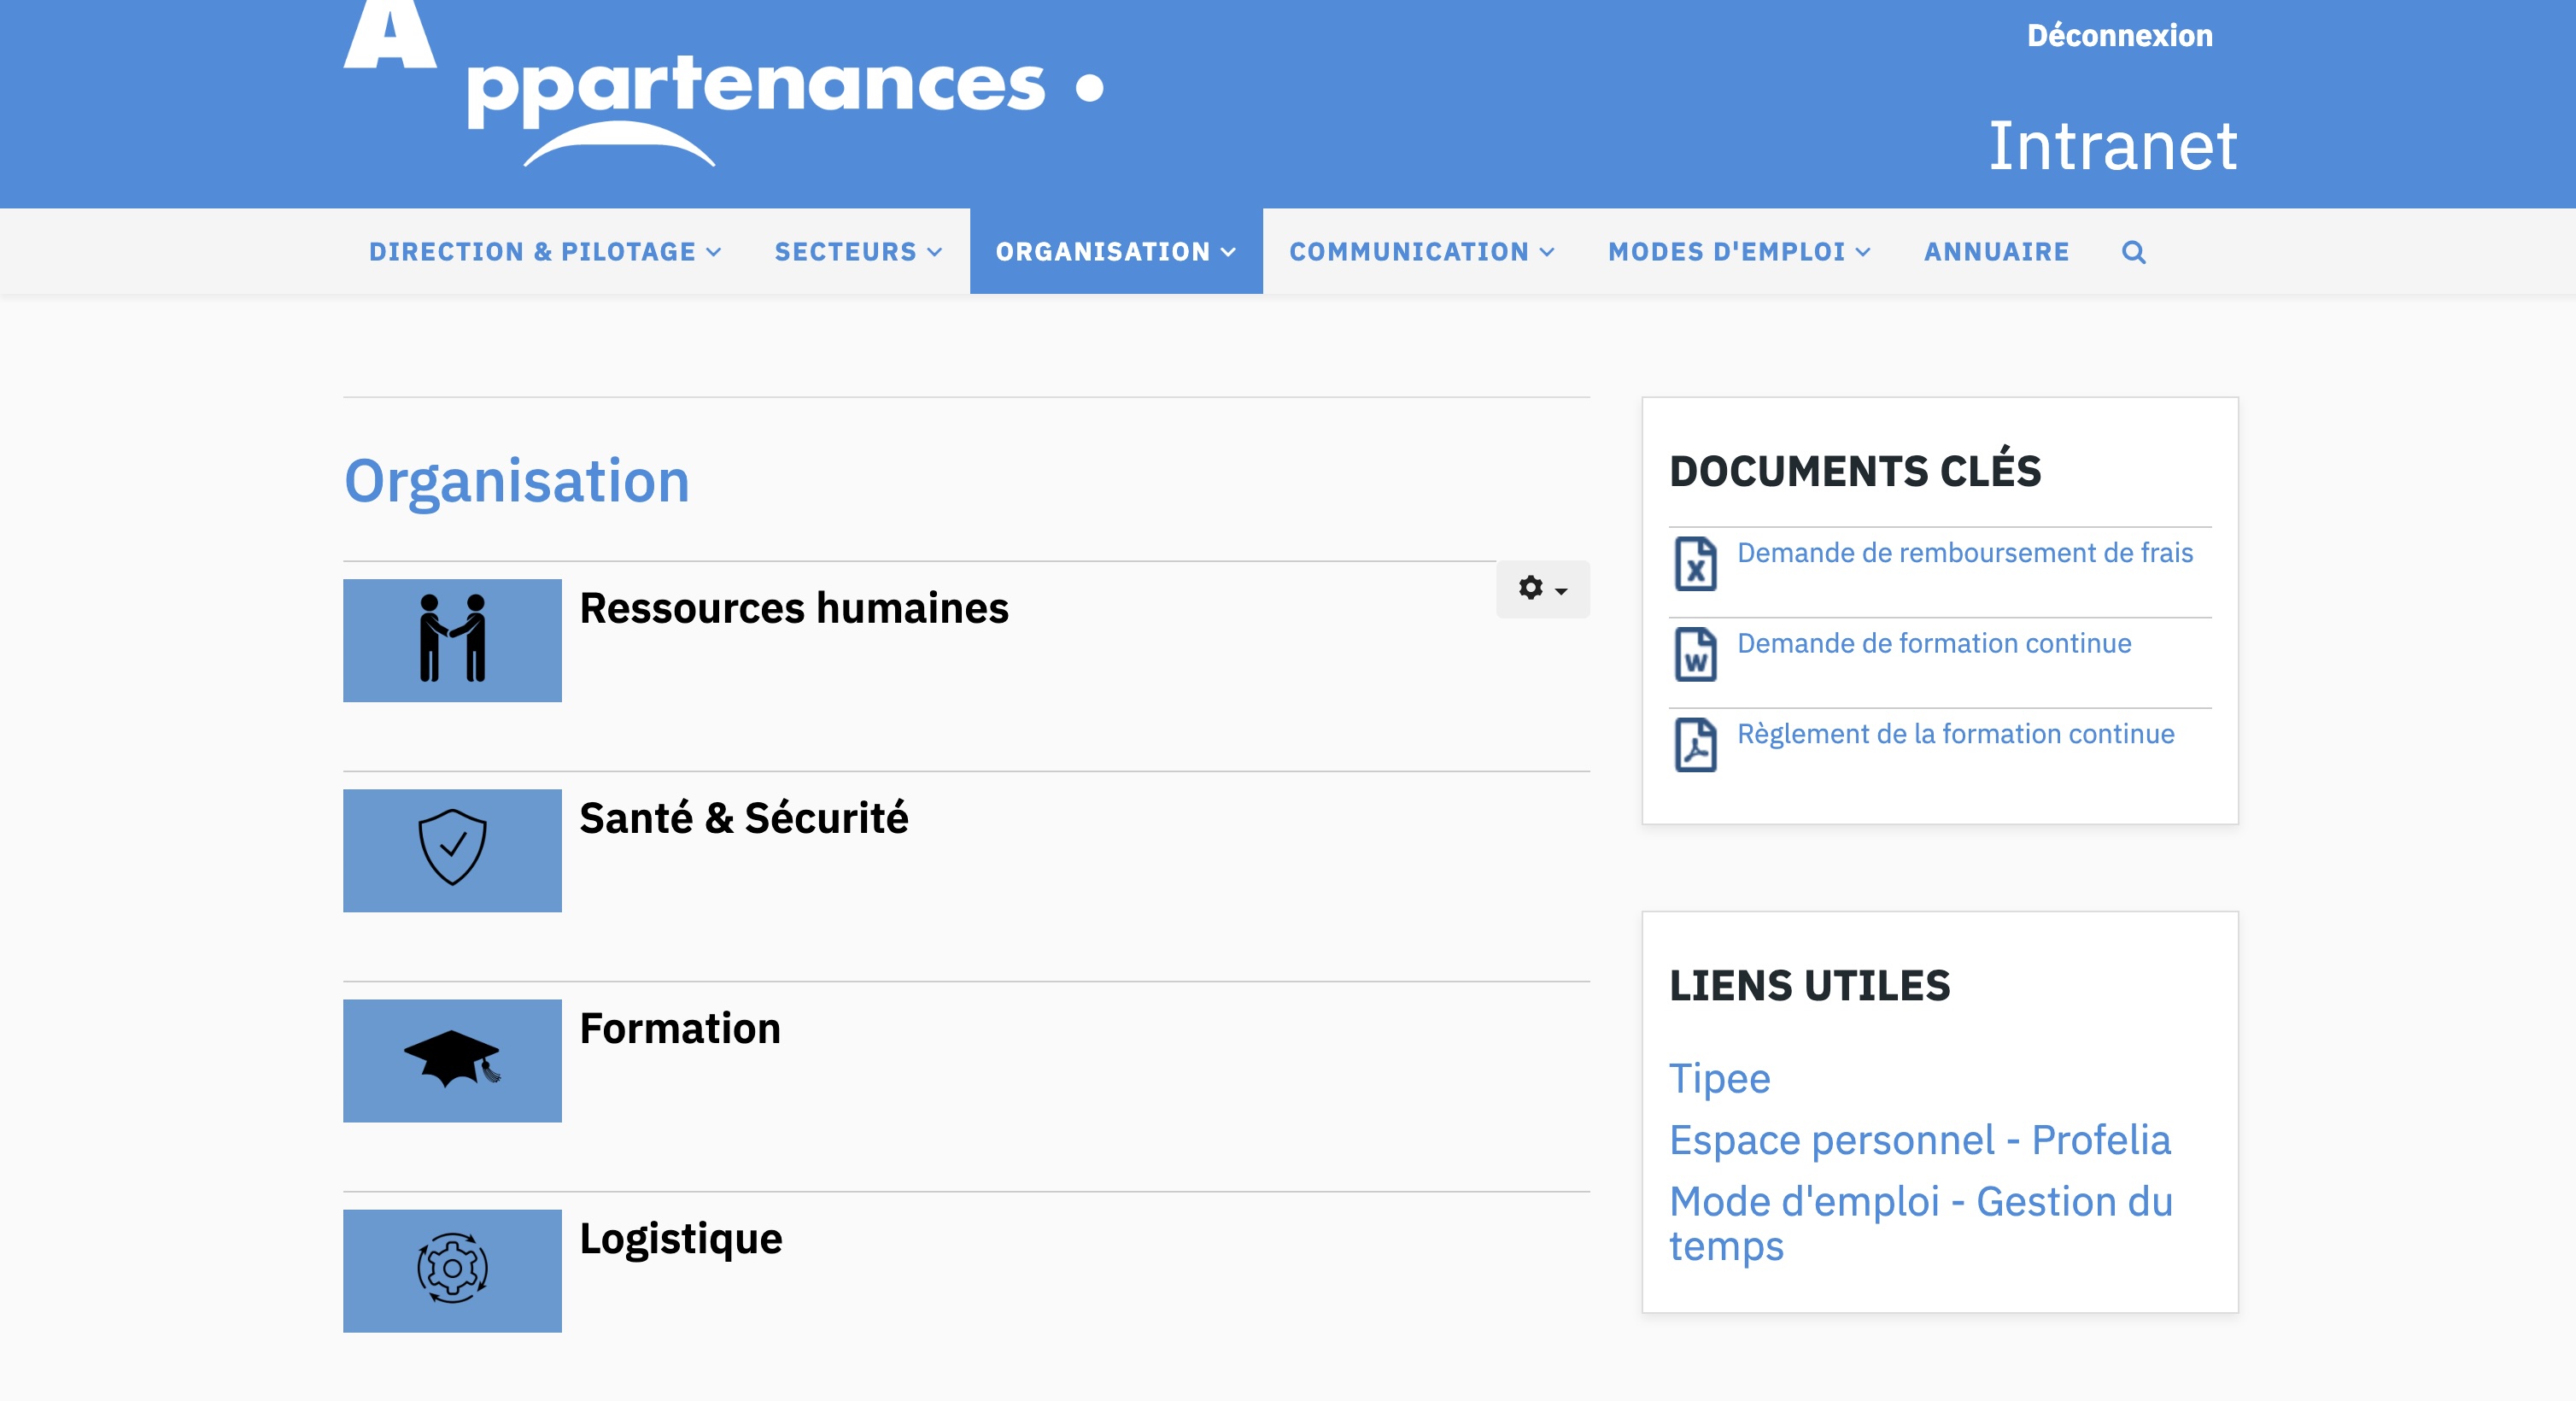 Appartenances
Déconnexion
Intranet
DIRECTION & PILOTAGE
SECTEURS
ORGANISATION
COMMUNICATION
MODES D'EMPLOI
ANNUAIRE
Organisation
Ressources humaines
Santé & Sécurité
Formation
Logistique
DOCUMENTS CLÉS
X Demande de remboursement de frais
W Demande de formation continue
Règlement de la formation continue
LIENS UTILES
Tipee
Espace personnel - Profelia
Mode d'emploi - Gestion du
temps